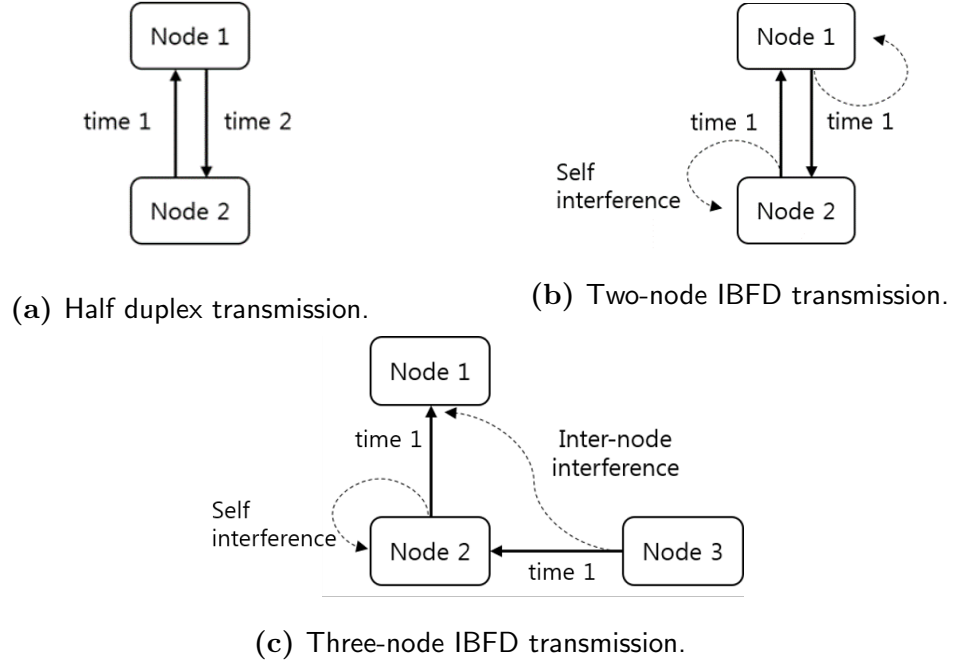 Node 1
time 1
time 2
Node 2
(a) Half duplex transmission.
Node 1
time 1
time 1
Self
interference
Node 2
(b) Two-node IBFD transmission.
Node 1
time 1
Inter-node
interference
Self
interference
Node 2
time 1
Node 3
(c) Three-node IBFD transmission.